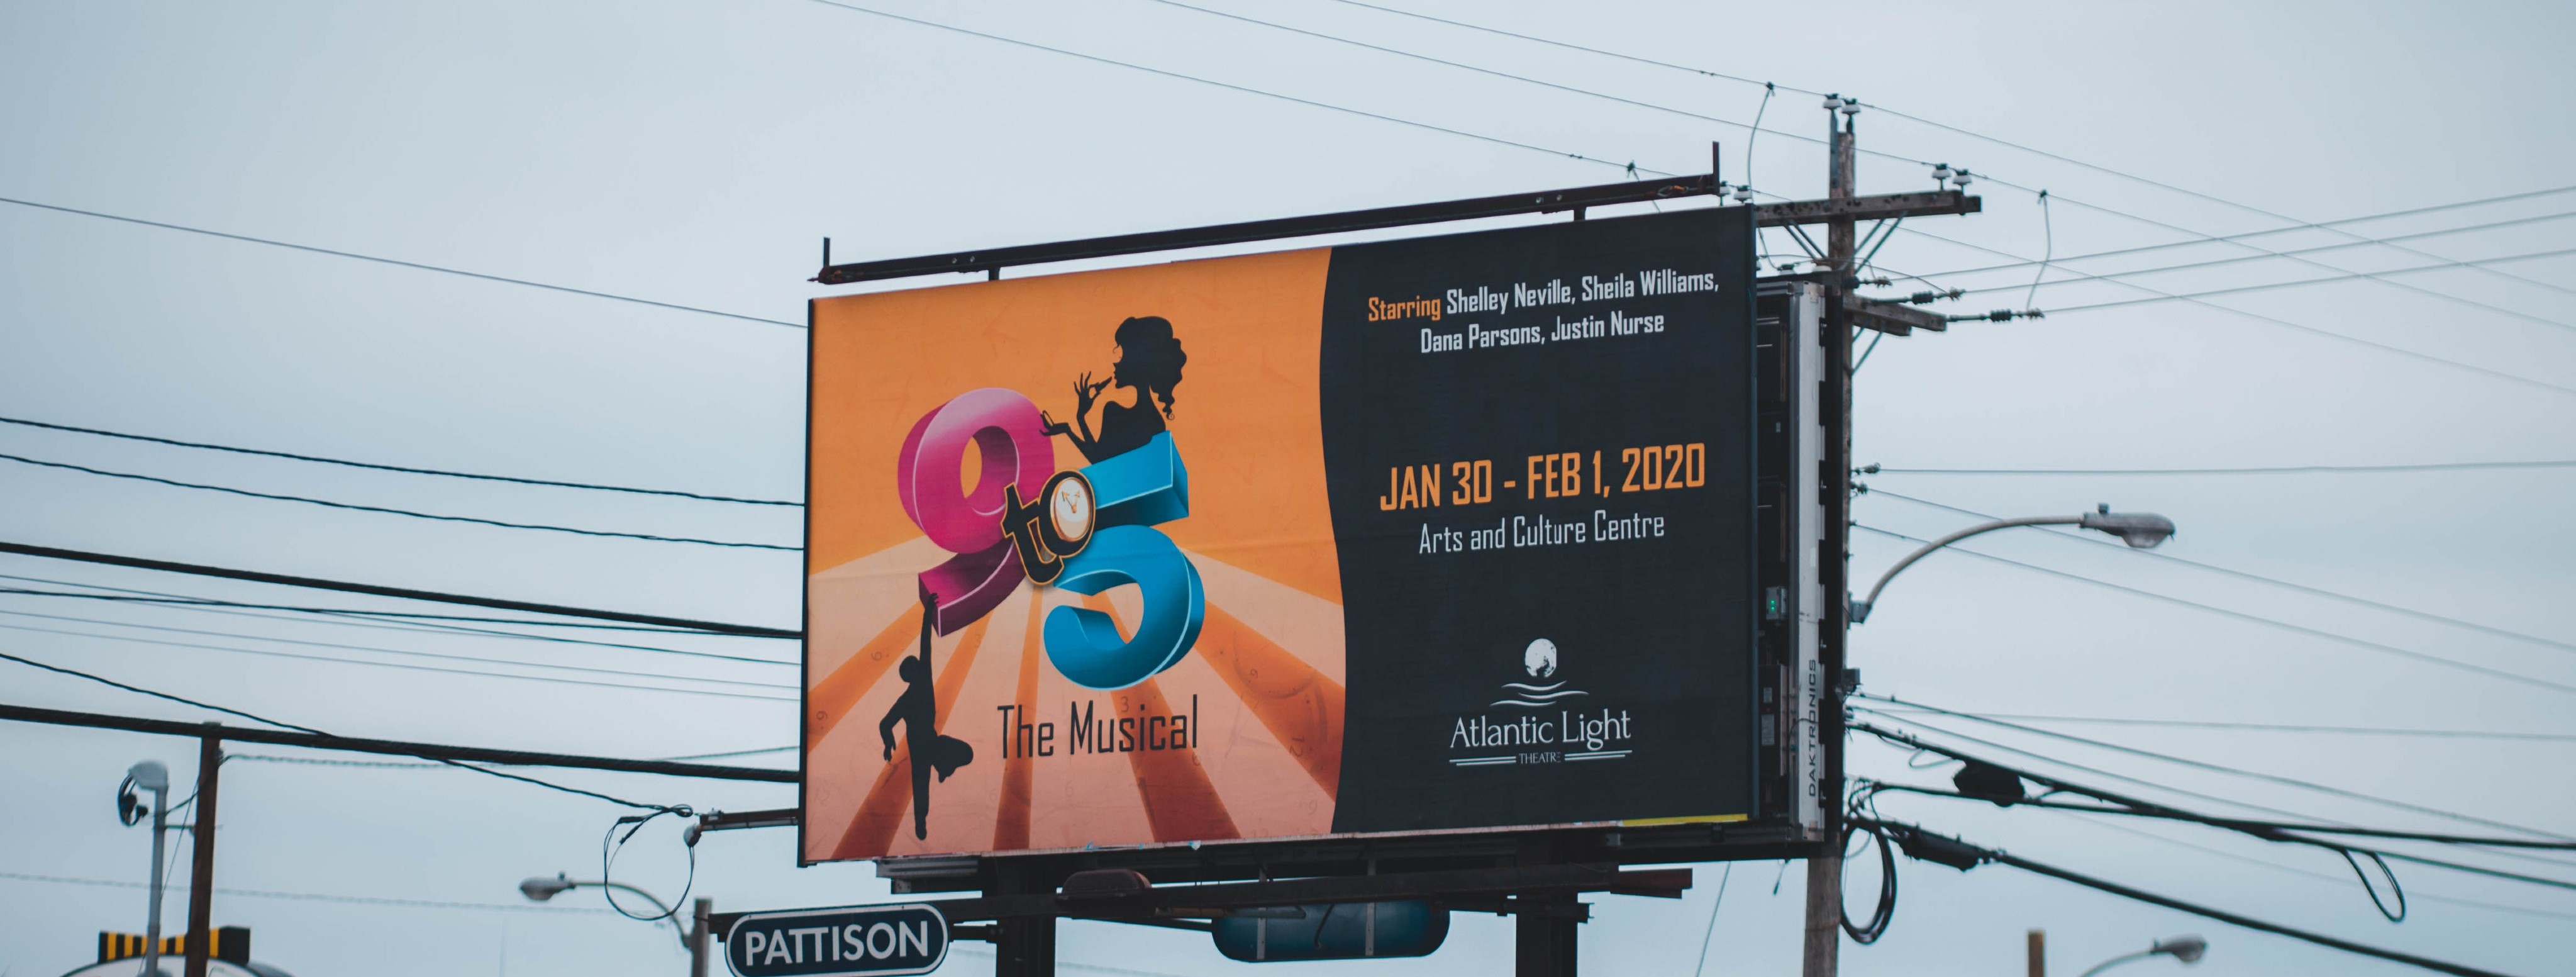 9 to 5
The Musical
Starring Shelley Neville, Sheila Williams,
Dana Parsons, Justin Nurse
JAN 30 - FEB 1, 2020
Arts and Culture Centre
Atlantic Light
THEATRE
DAKTRONICS
PATTISON